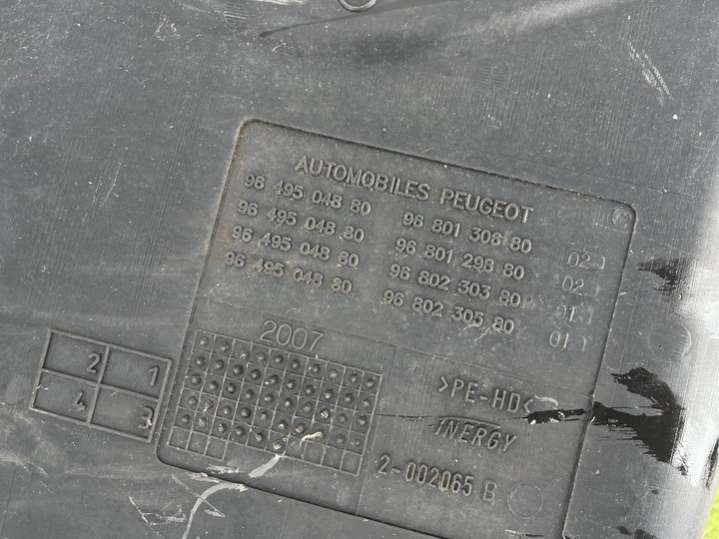 AUTOMOBILES PEUGEOT
96 495 048 80 96 801 306 80 02
96 495 048 80 96 801 298 80 02
96 495 048 80 96 802 303 80 01
96 495 048 80 96 802 305 80 01
2007
2 1
4 3
>PE-HD<
INERGY
2-002065 B